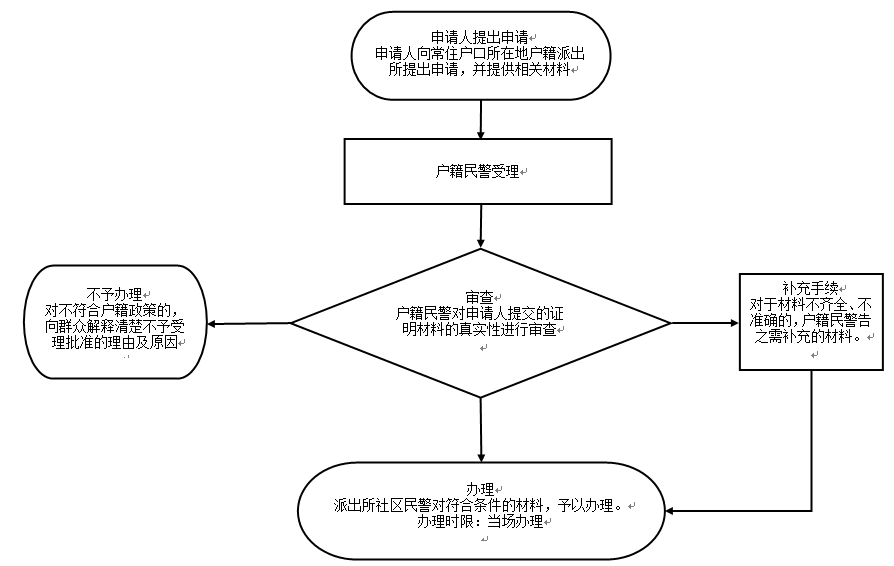 申请人提出申请
申请人向常住户口所在地户籍派出
所提出申请，并提供相关材料
户籍民警受理
审查
户籍民警对申请人提交的证
明材料的真实性进行审查
不予办理
对不符合户籍政策的，
向群众解释清楚不予受
理批准的理由及原因
补充手续
对于材料不齐全、不
准确的，户籍民警告
之需补充的材料。
办理
派出所社区民警对符合条件的材料，予以办理。
办理时限：当场办理